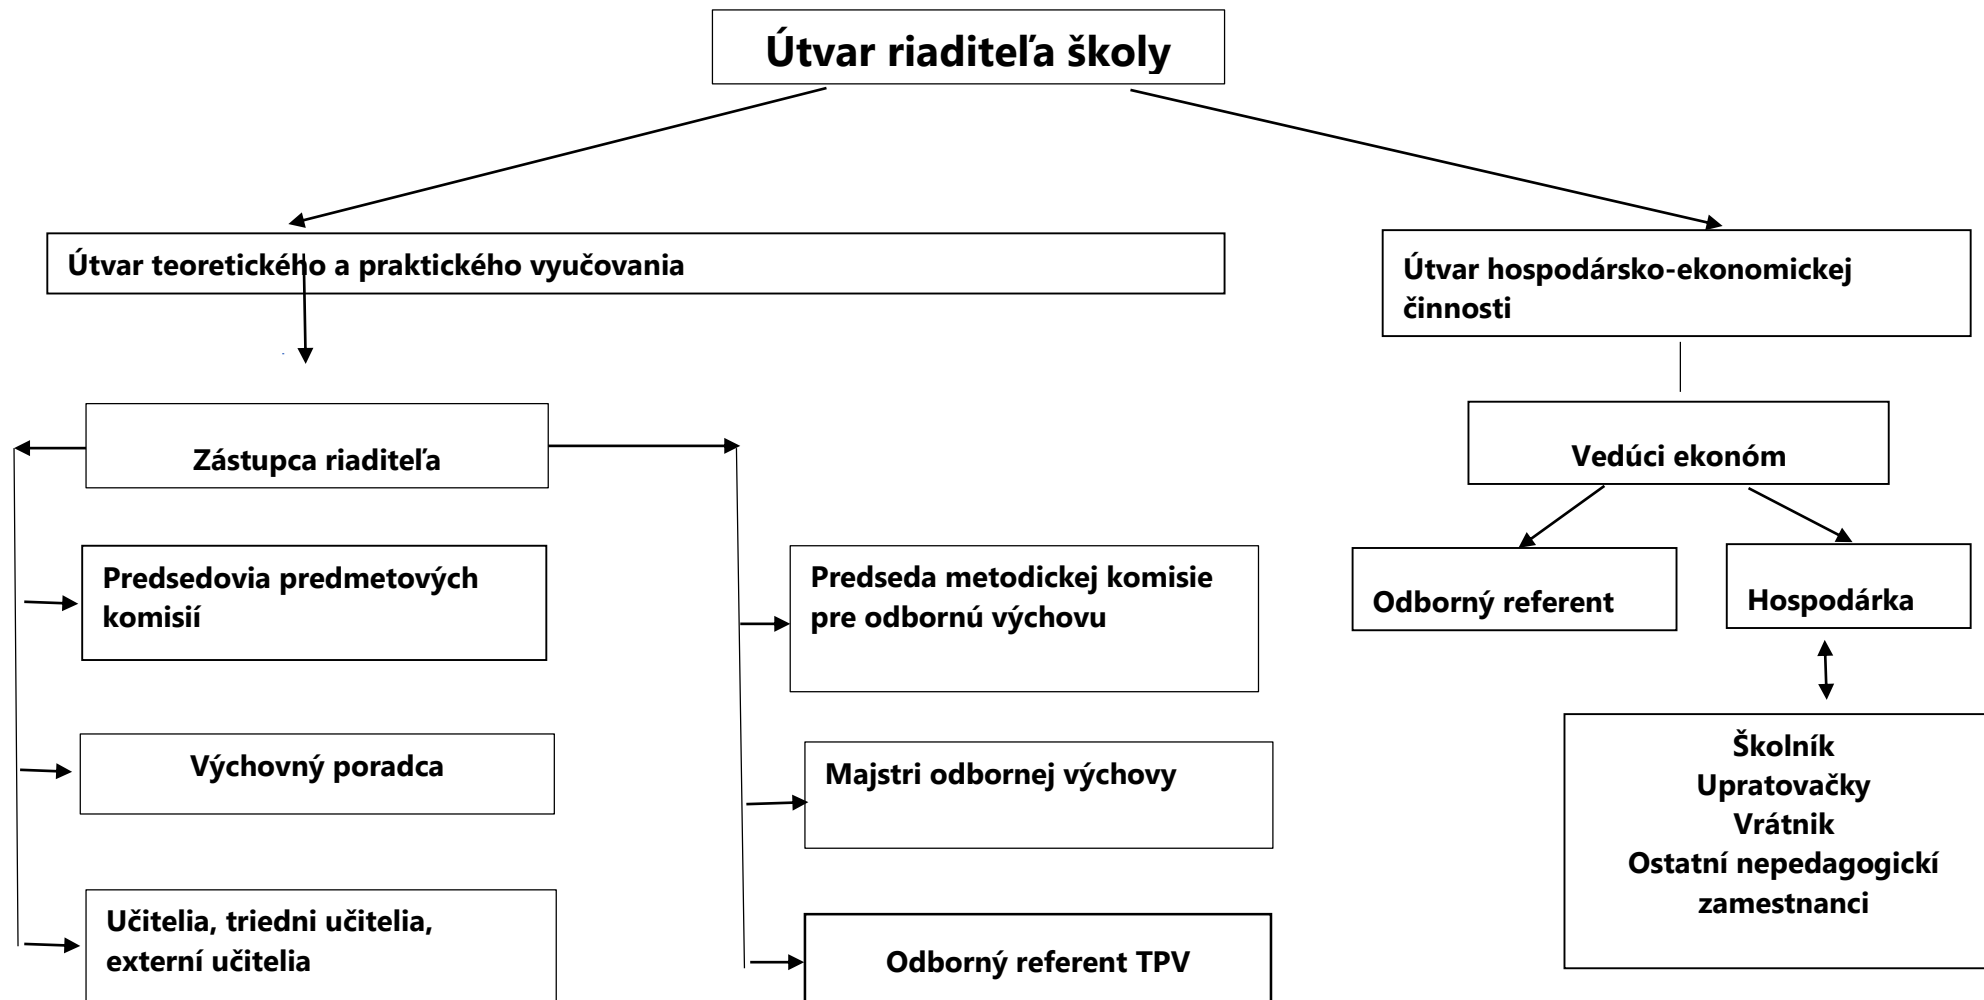 Útvar riaditeľa školy
Útvar teoretického a praktického vyučovania
Útvar hospodársko-ekonomickej
činnosti
Zástupca riaditeľa
Vedúci ekonóm
Predsedovia predmetových
komisií
Predseda metodickej komisie
pre odbornú výchovu
Odborný referent
Hospodárka
Výchovný poradca
Majstri odbornej výchovy
Školník
Upratovačky
Vrátnik
Ostatní nepedagogickí
zamestnanci
Učitelia, triedni učitelia,
externí učitelia
Odborný referent TPV